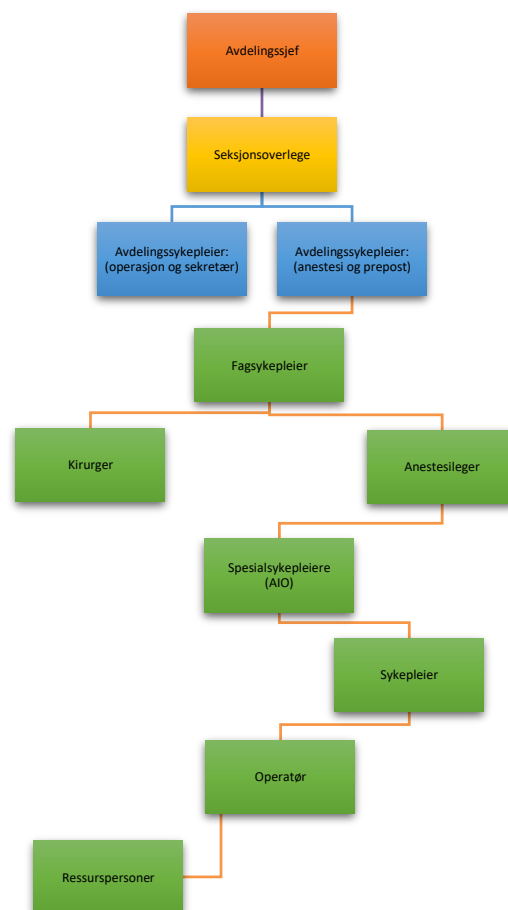 Avdelingssjef
Seksjonsoverlege
Avdelingssykepleier:
(operasjon og sekretær)
Avdelingssykepleier:
(anestesi og prepost)
Fagsykepleier
Kirurger
Anestesileger
Spesialsykepleiere
(AIO)
Sykepleier
Operatør
Ressurspersoner